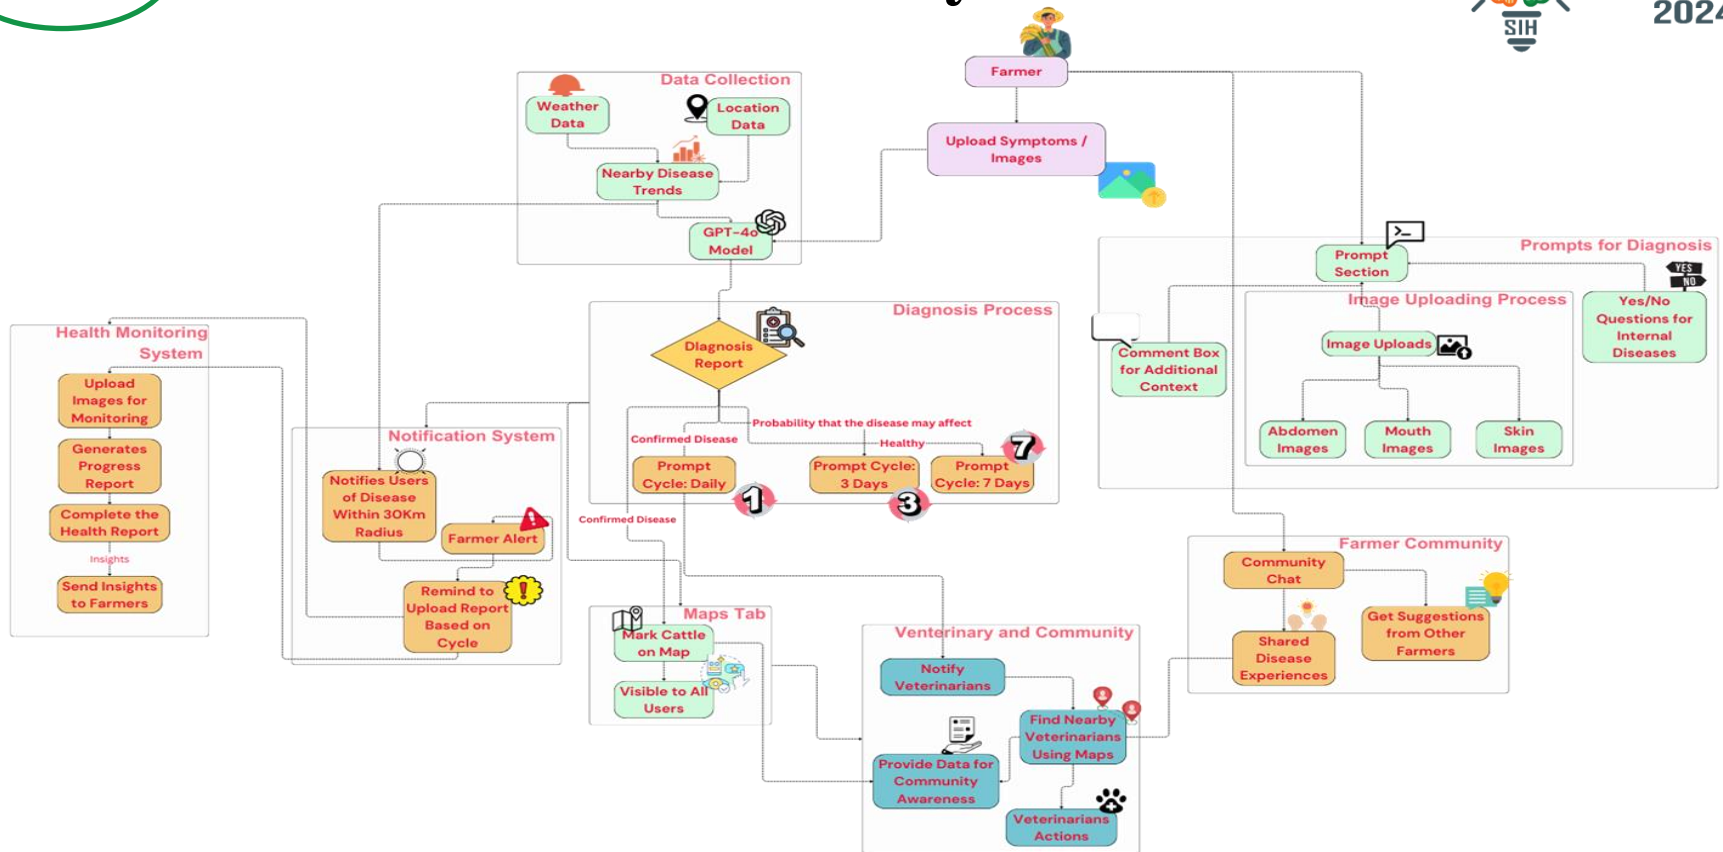 SIH
2024
Farmer
Upload Symptoms /
Images
Data Collection
Weather
Data
Location
Data
Nearby Disease
Trends
GPT-4o
Model
Prompts for Diagnosis
>_
Prompt
Section
YES
NO
Yes/No
Questions for
Internal
Diseases
Image Uploading Process
Image Uploads
Comment Box
for Additional
Context
Abdomen
Images
Mouth
Images
Skin
Images
Diagnosis Process
DIagnosis
Report
Probability that the disease may affect
Confirmed Disease
Healthy
Prompt
Cycle: Daily
1
Prompt Cycle:
3 Days
3
Prompt
Cycle: 7 Days
7
Confirmed Disease
Health Monitoring
System
Upload
Images for
Monitoring
Generates
Progress
Report
Complete the
Health Report
Insights
Send Insights
to Farmers
Notification System
Notifies Users
of Disease
Within 30Km
Radius
Farmer Alert
Remind to
Upload Report
Based on
Cycle
Maps Tab
Mark Cattle
on Map
Visible to All
Users
Venterinary and Community
Notify
Veterinarians
Find Nearby
Veterinarians
Using Maps
Provide Data for
Community
Awareness
Veterinarians
Actions
Farmer Community
Community
Chat
Get Suggestions
from Other
Farmers
Shared
Disease
Experiences